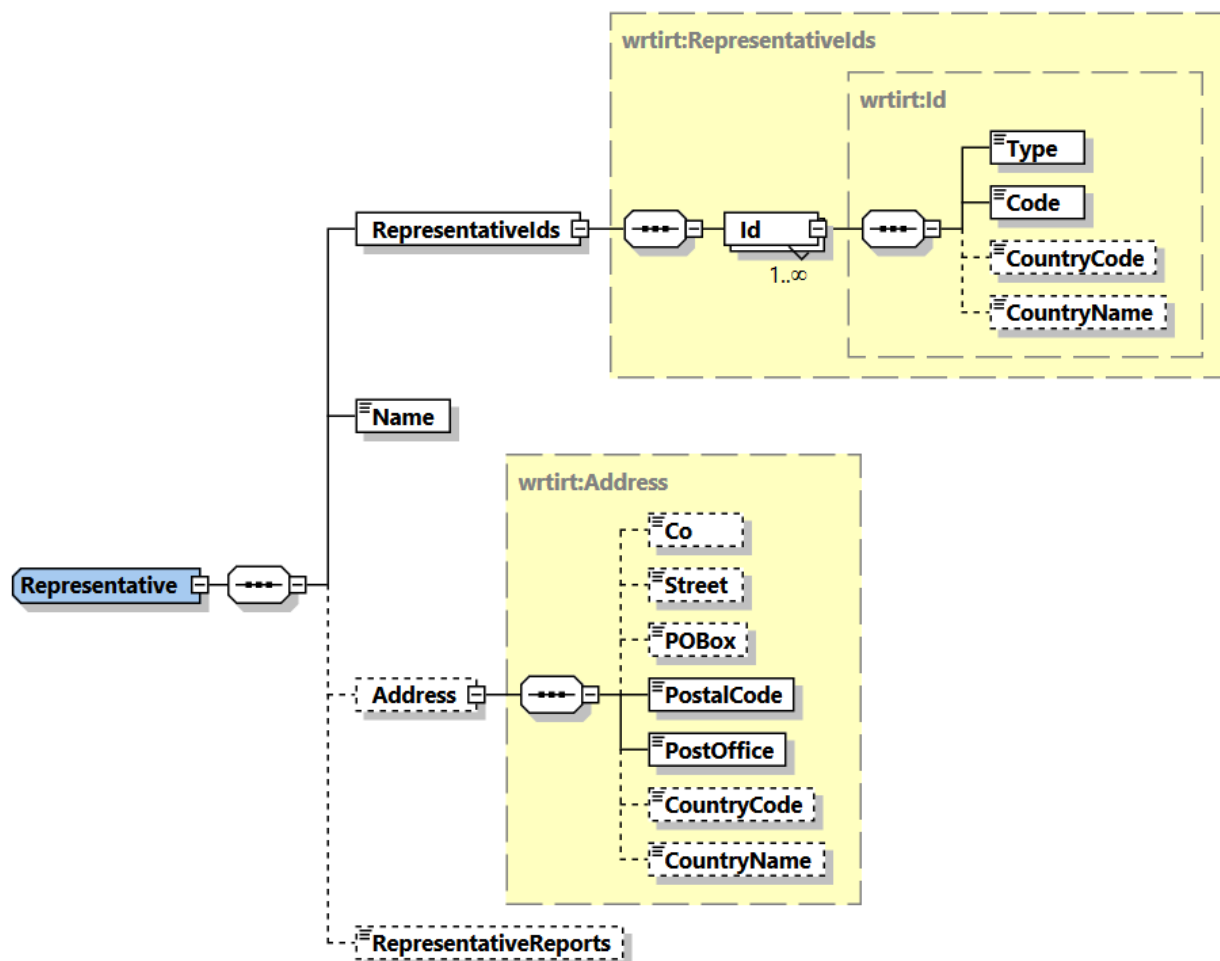 wrtirt:RepresentativeIds
wrtirt:Id
Type
Code
RepresentativeIds
Id
1..∞
CountryCode
CountryName
Name
wrtirt:Address
Co
Street
POBox
Representative
Address
PostalCode
PostOffice
CountryCode
CountryName
RepresentativeReports